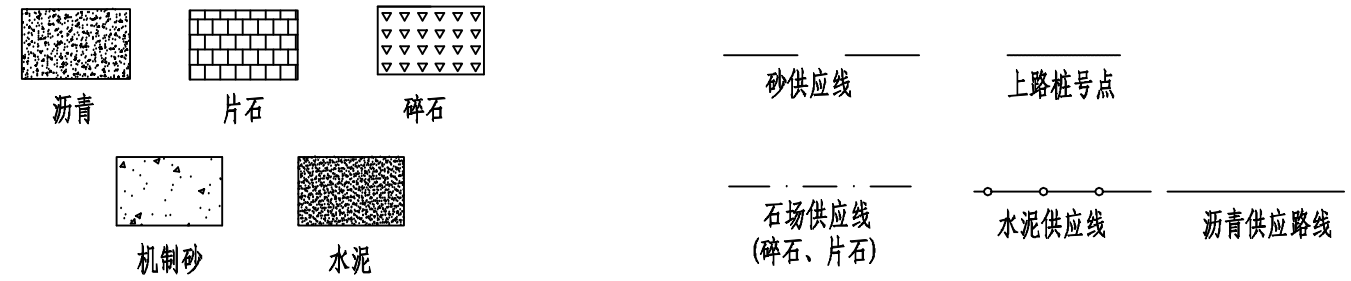 沥青
片石
碎石
机制砂
水泥
砂供应线
上路桩号点
石场供应线
(碎石、片石)
水泥供应线
沥青供应路线